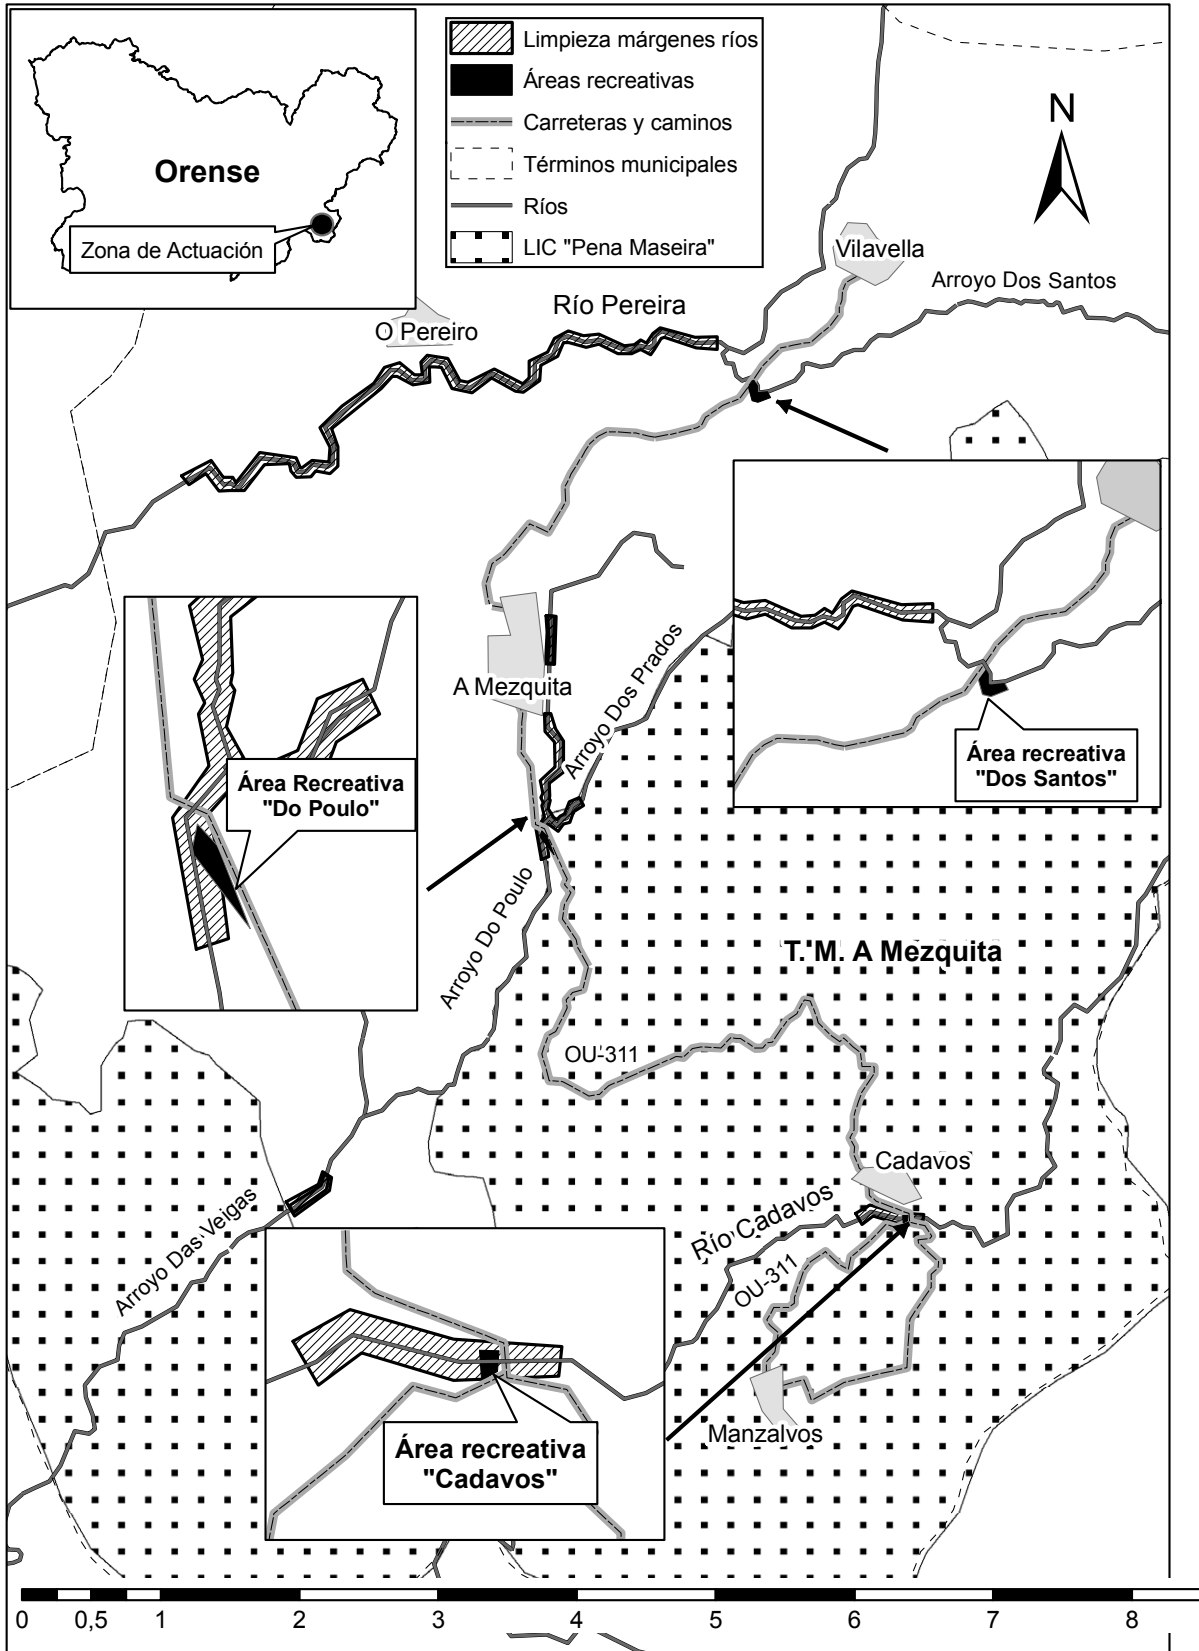 Orense
Zona de Actuación
Limpieza márgenes ríos
Áreas recreativas
Carreteras y caminos
Términos municipales
Ríos
LIC "Pena Maseira"
N
Vilavella
Arroyo Dos Santos
Río Pereira
O Pereiro
A Mezquita
Arroyo Dos Prados
Área recreativa
"Dos Santos"
Área Recreativa
"Do Poulo"
Arroyo Do Poulo
T. M. A Mezquita
OU-311
Cadavos
Río Cadavos
Arroyo Das Veigas
OU-311
Manzalvos
Área recreativa
"Cadavos"
0 0,5 1 2 3 4 5 6 7 8